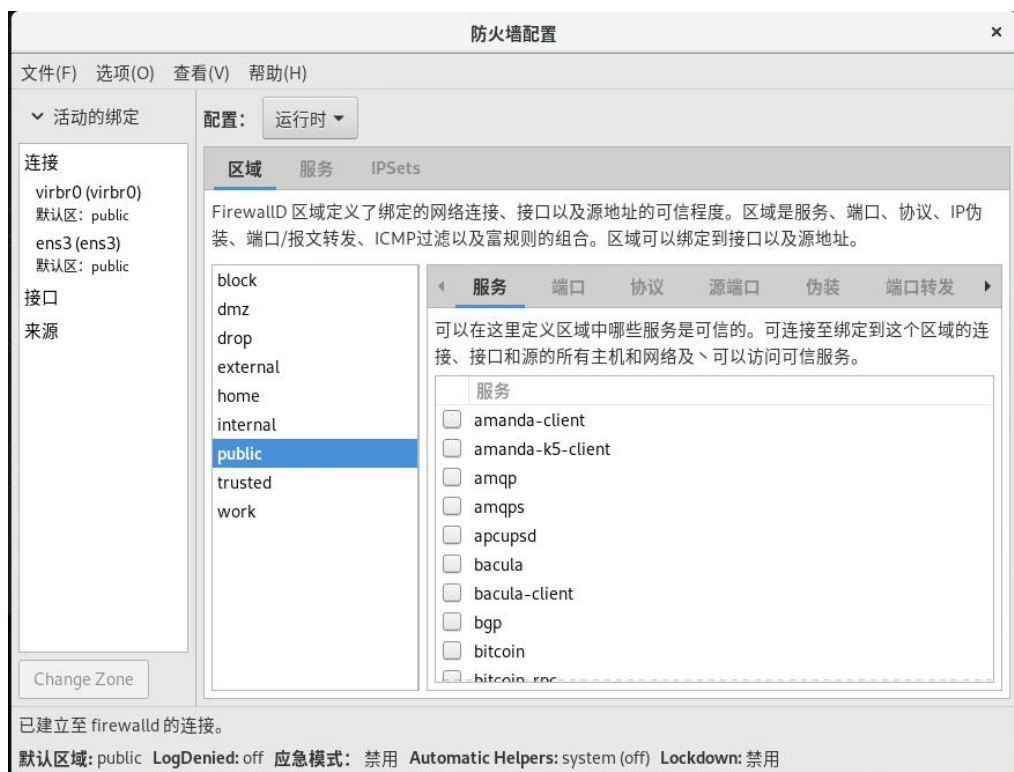 防火墙配置
文件(F) 选项(O) 查看(V) 帮助(H)
活动的绑定
配置： 运行时
连接
virbr0 (virbr0)
默认区：public
ens3 (ens3)
默认区：public
接口
来源
Change Zone
区域 服务 IPSets
FirewallD 区域定义了绑定的网络连接、接口以及源地址的可信程度。区域是服务、端口、协议、IP伪
装、端口/报文转发、ICMP过滤以及富规则的组合。区域可以绑定到接口以及源地址。
block
dmz
drop
external
home
internal
public
trusted
work
服务 端口 协议 源端口 伪装 端口转发
可以在这里定义区域中哪些服务是可信的。可连接至绑定到这个区域的连
接、接口和源的所有主机和网络及丶可以访问可信服务。
服务
amanda-client
amanda-k5-client
amqp
amqps
apcupsd
bacula
bacula-client
bgp
bitcoin
bitcoin-rpc
已建立至 firewalld 的连接。
默认区域: public LogDenied: off 应急模式： 禁用 Automatic Helpers: system (off) Lockdown: 禁用